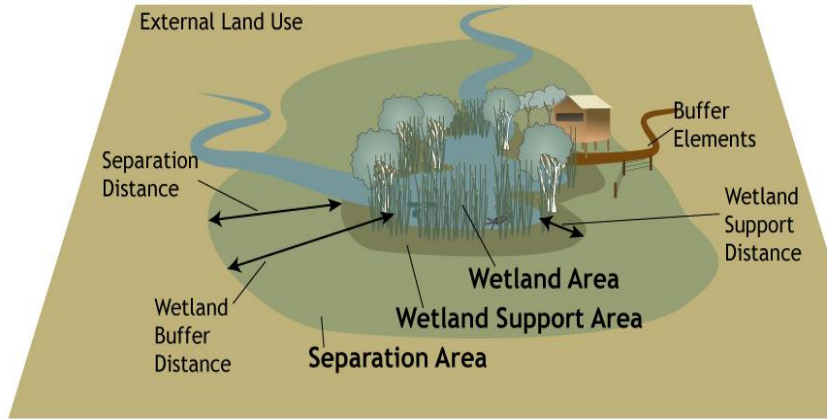 External Land Use
Buffer
Elements
Separation
Distance
Wetland
Support
Distance
Wetland Area
Wetland
Buffer
Distance
Wetland Support Area
Separation Area